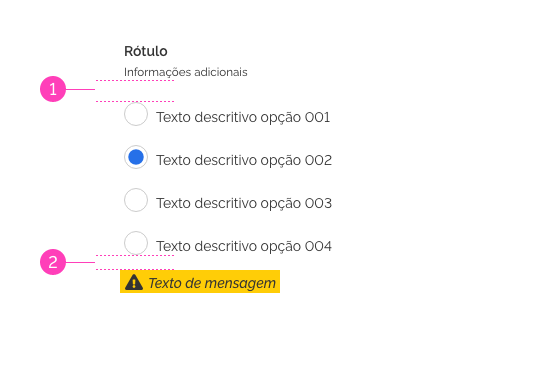 Rótulo
Informações adicionais
1
Texto descritivo opção 001
Texto descritivo opção 002
Texto descritivo opção 003
Texto descritivo opção 004
2
Texto de mensagem